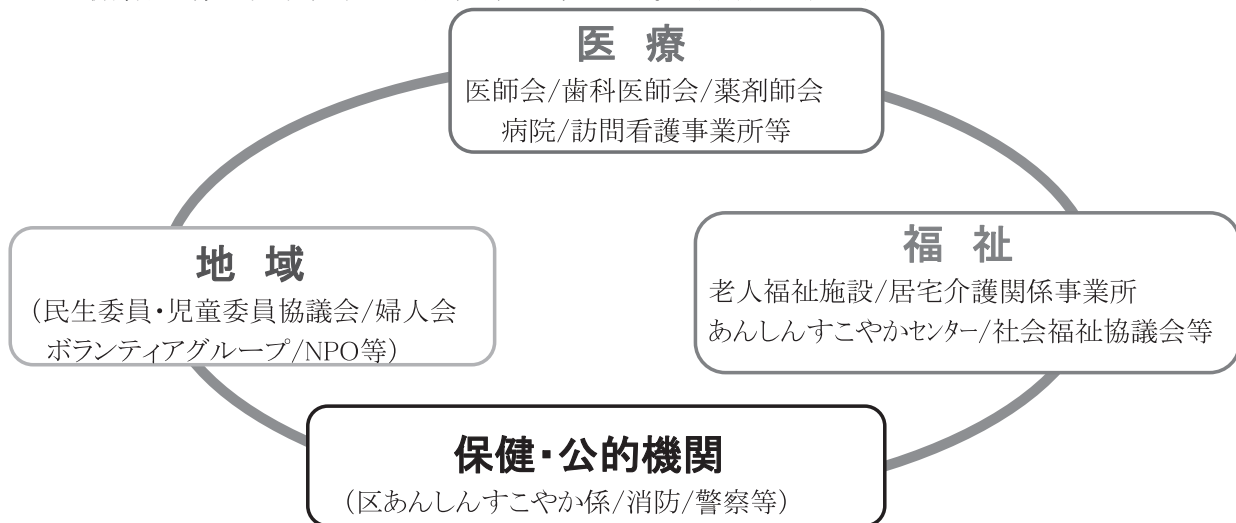 医 療
医師会/歯科医師会/薬剤師会
病院/訪問看護事業所等
地 域
（民生委員・児童委員協議会/婦人会
ボランティアグループ/NPO等）
福 祉
老人福祉施設/居宅介護関係事業所
あんしんすこやかセンター/社会福祉協議会等
保健・公的機関
（区あんしんすこやか係/消防/警察等）